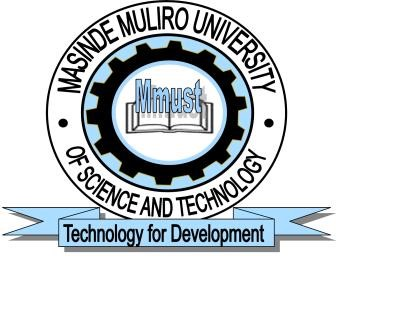 MASINDE MULIRO UNIVERSITY
Mmust
OF SCIENCE AND TECHNOLOGY
Technology for Development